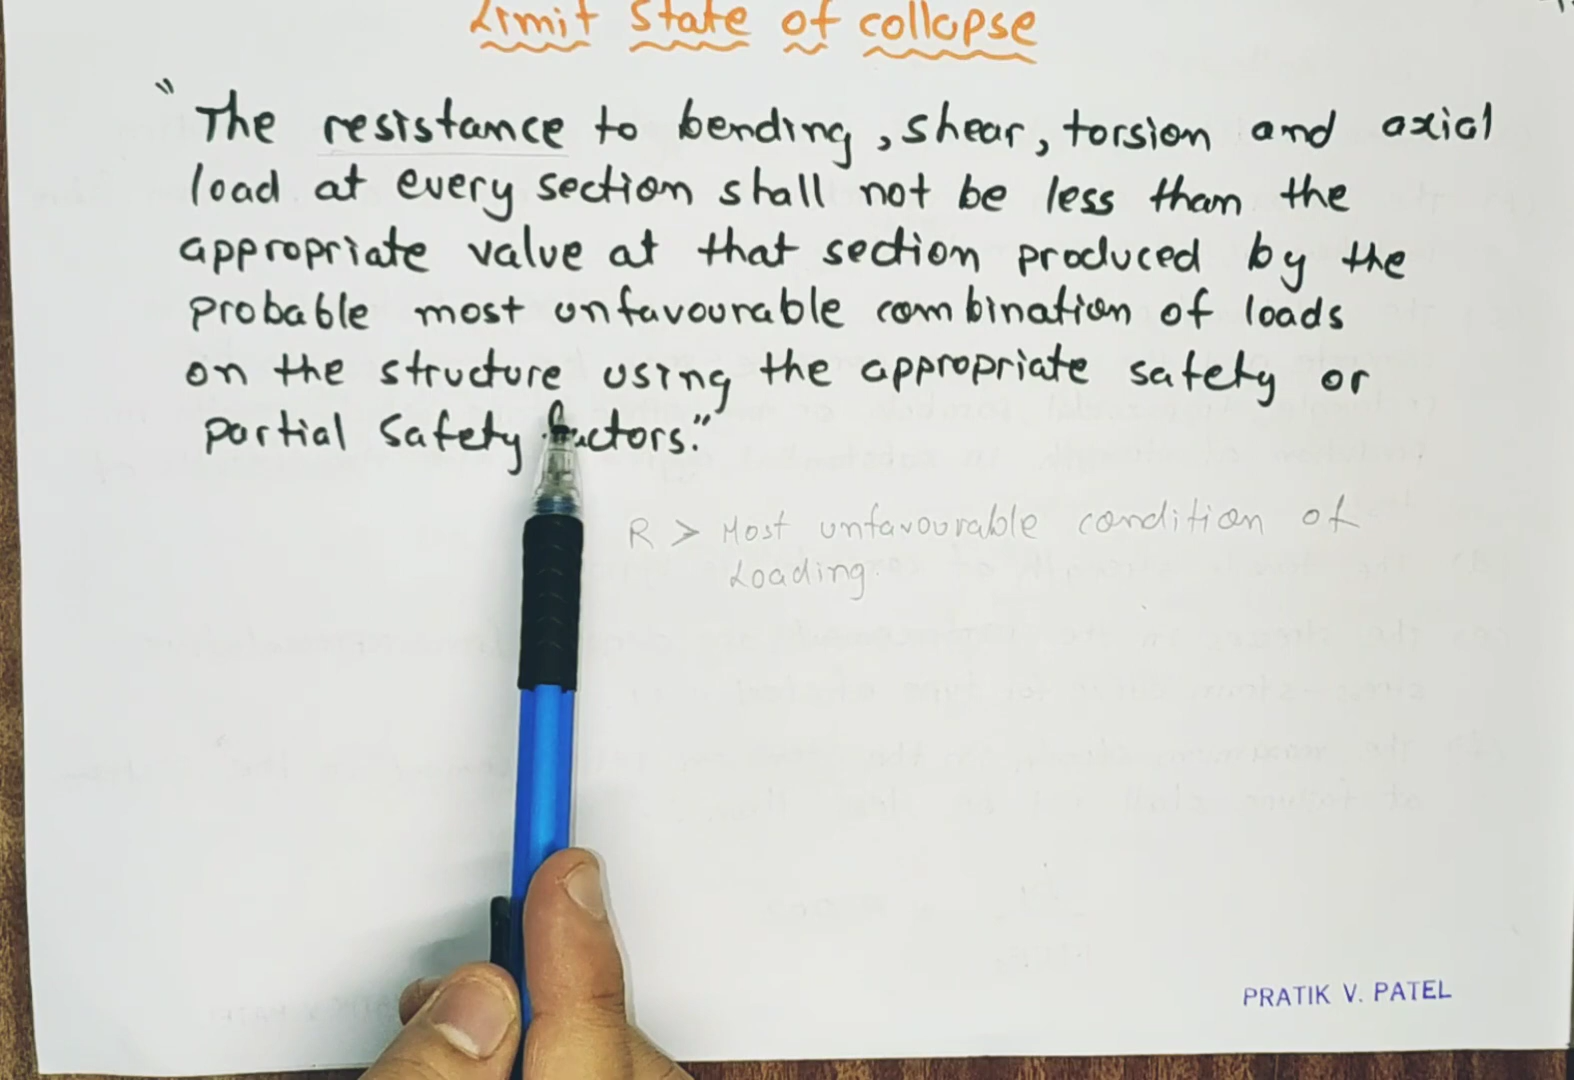 Limit state of collapse
"The resistance to bending, shear, torsion and axial
load at every section shall not be less than the
appropriate value at that section produced by the
probable most unfavourable combination of loads
on the structure using the appropriate safety or
partial safety factors."
R > Most unfavourable condition of
Loading.
PRATIK V. PATEL